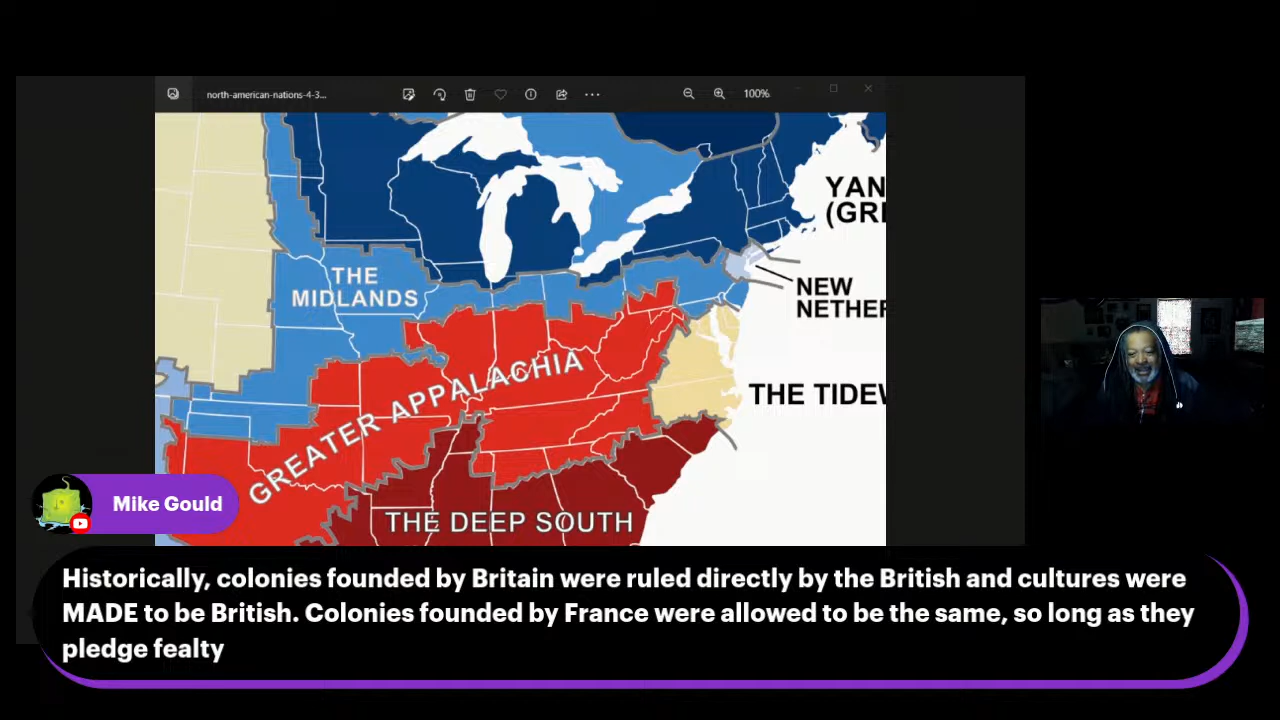 north-american-nations-4-3...
100%
YAN
(GRI
THE
MIDLANDS
NEW
NETHER
GREATER APPALACHIA
THE TIDEW
THE DEEP SOUTH
Mike Gould
Historically, colonies founded by Britain were ruled directly by the British and cultures were
MADE to be British. Colonies founded by France were allowed to be the same, so long as they
pledge fealty